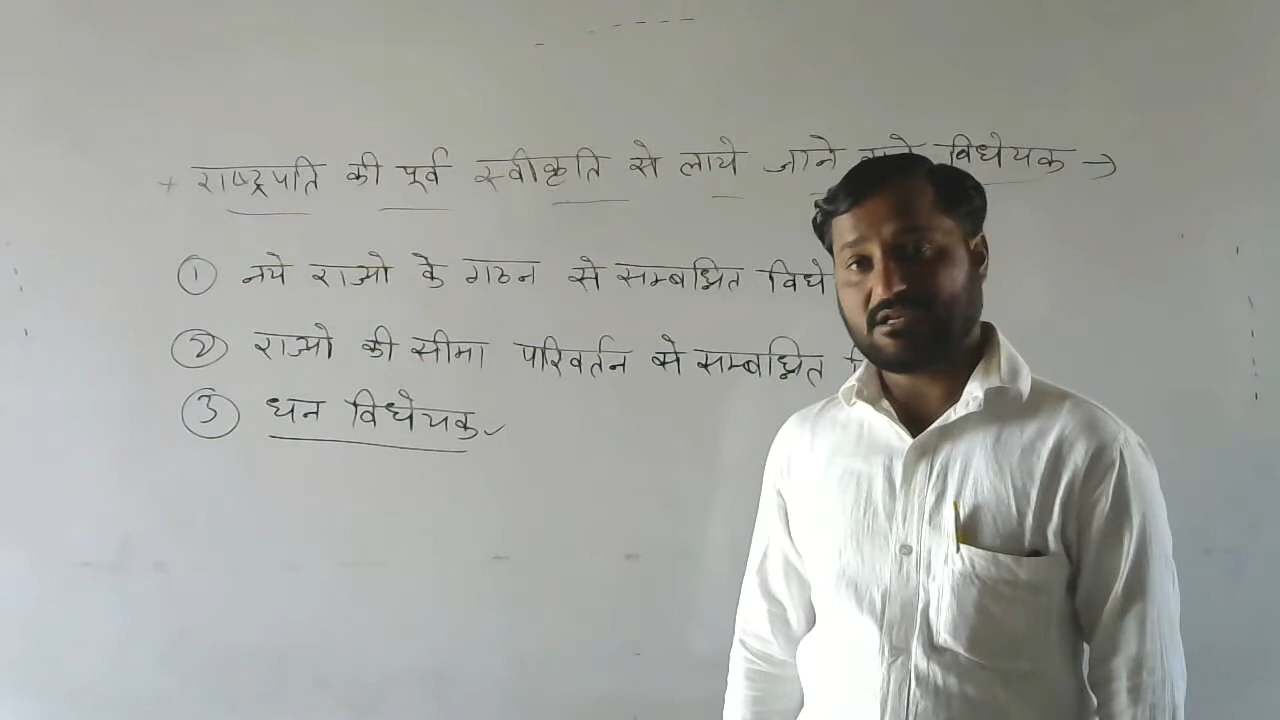 राष्ट्रपति की पूर्व स्वीकृति से लाये जाने वाले विधेयक →
① नये राज्यो के गठन से सम्बन्धित विधे
② राज्यो की सीमा परिवर्तन से सम्बन्धित
③ धन विधेयक